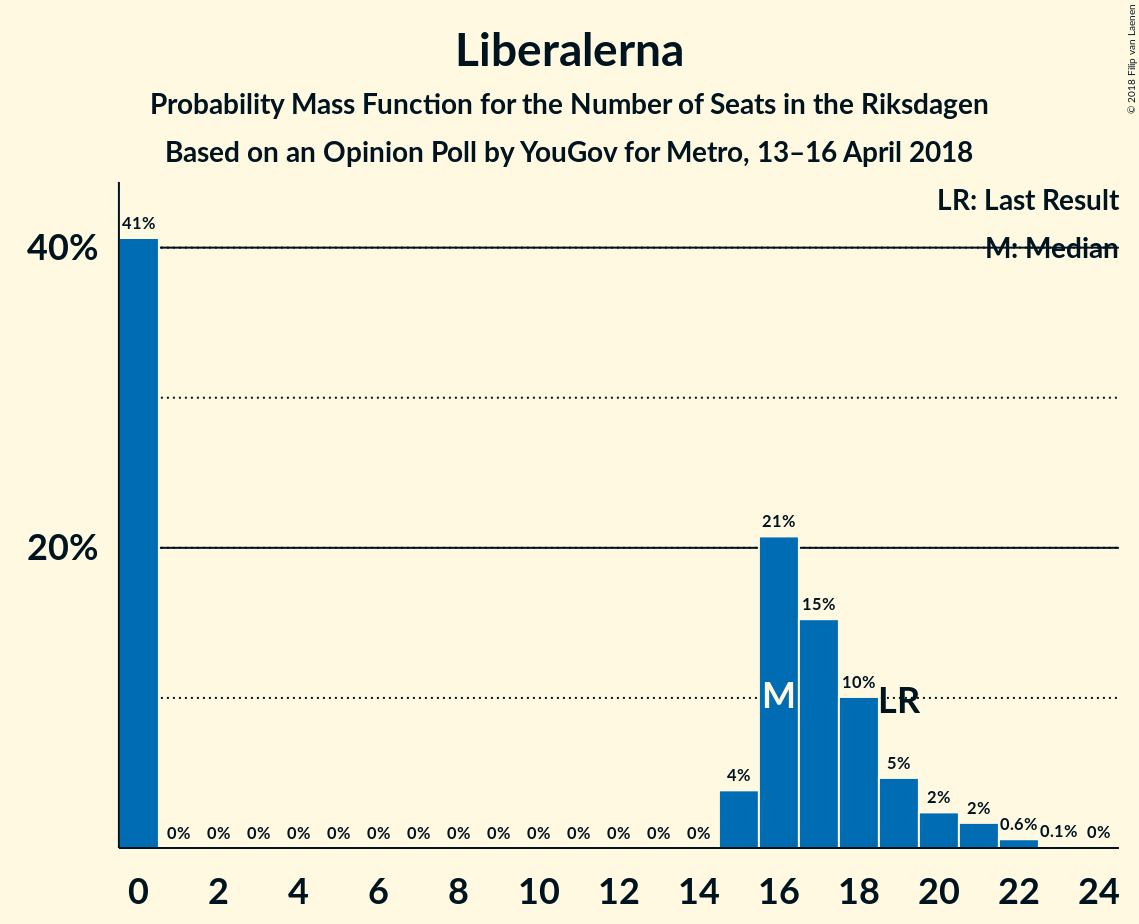 Liberalerna
Probability Mass Function for the Number of Seats in the Riksdagen
Based on an Opinion Poll by YouGov for Metro, 13–16 April 2018
© 2018 Filip van Laenen
LR: Last Result
M: Median
40%
20%
41%
0% 0% 0% 0% 0% 0% 0% 0% 0% 0% 0% 0% 0% 0%
4%
21%
15%
10%
5%
2%
2%
0.6%
0.1%
0%
M
LR
0 2 4 6 8 10 12 14 16 18 20 22 24